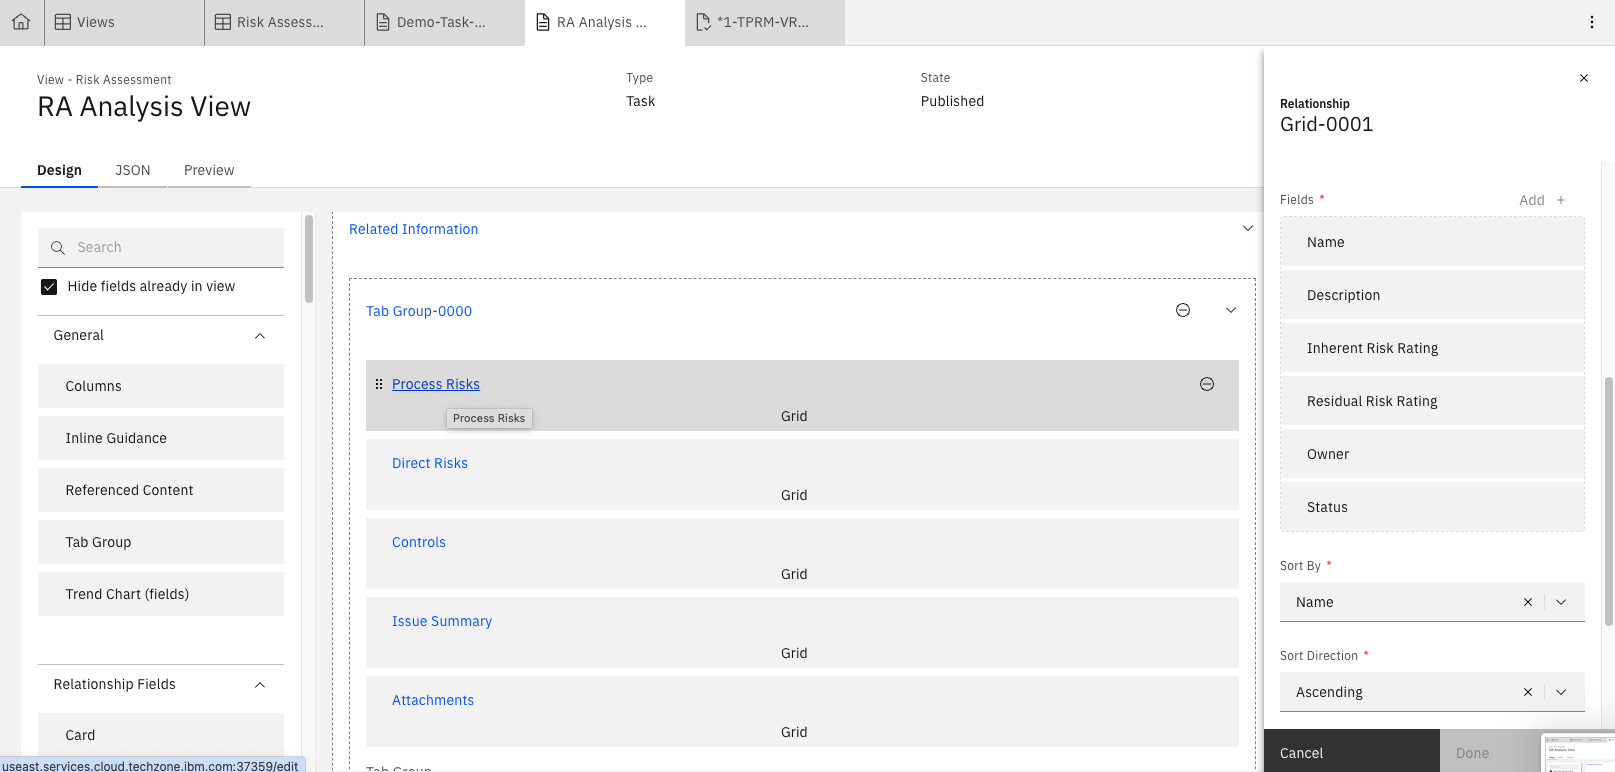 Views
Risk Assess...
Demo-Task-...
RA Analysis ...
*1-TPRM-VR...
View - Risk Assessment
RA Analysis View
Type
Task
State
Published
Design
JSON
Preview
Search
Hide fields already in view
General
Columns
Inline Guidance
Referenced Content
Tab Group
Trend Chart (fields)
Relationship Fields
Card
useast.services.cloud.techzone.ibm.com:37359/edit
Related Information
Tab Group-0000
Process Risks
Grid
Process Risks
Direct Risks
Grid
Controls
Grid
Issue Summary
Grid
Attachments
Grid
Tab Group
Relationship
Grid-0001
Fields *
Add +
Name
Description
Inherent Risk Rating
Residual Risk Rating
Owner
Status
Sort By *
Name
Sort Direction *
Ascending
Cancel
Done